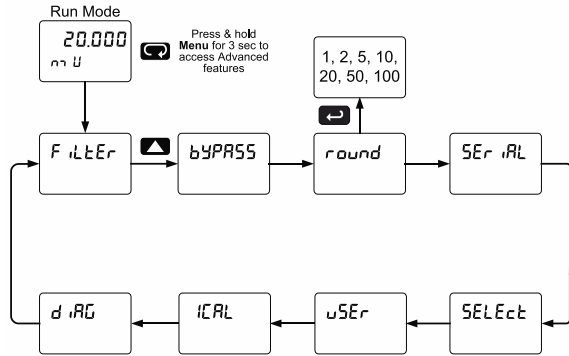 Run Mode
20.000
mV
Press & hold
Menu for 3 sec to
access Advanced
features
1, 2, 5, 10,
20, 50, 100
FiLtEr
bYPASS
round
SEriAL
diAG
ICAL
uSEr
SELEct